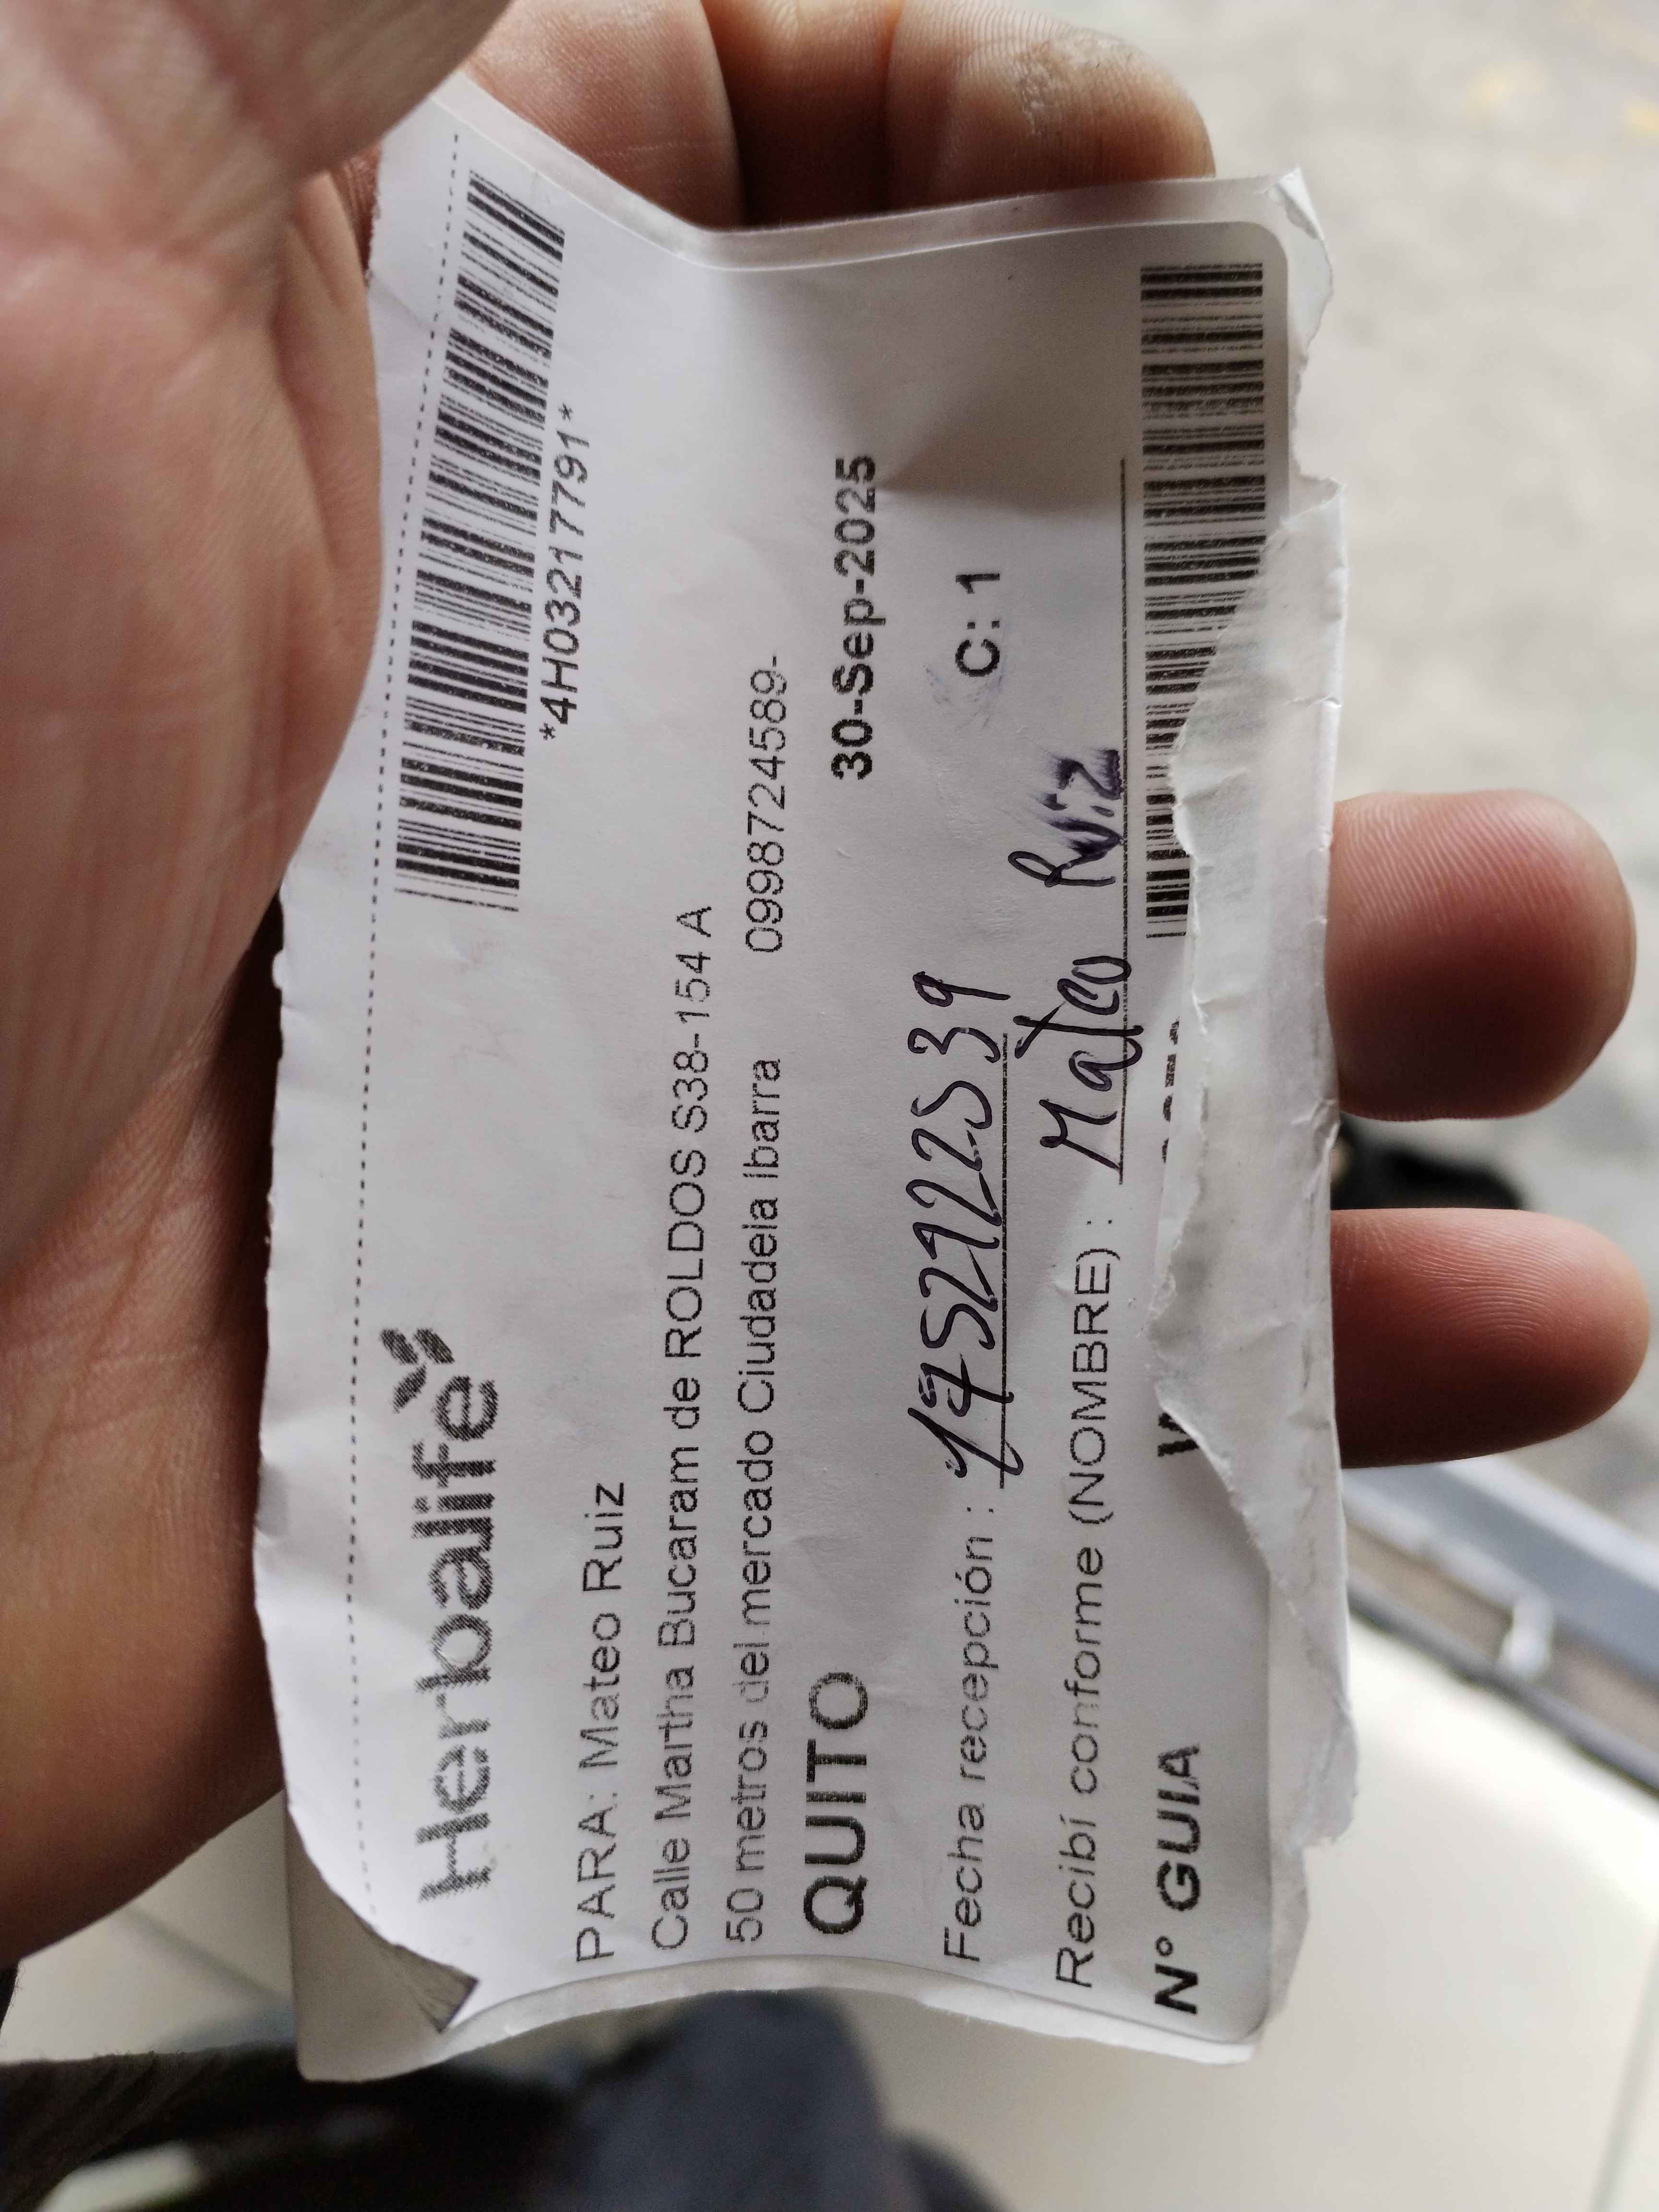 Herbalife
*4H03217791*
PARA: Mateo Ruiz
Calle Martha Bucaram de ROLDOS S38-154 A
50 metros del mercado Ciudadela Ibarra 0998724589-
QUITO 30-Sep-2025
Fecha recepción : C: 1
Recibí conforme (NOMBRE) : Mateo Ruiz
N° GUIA